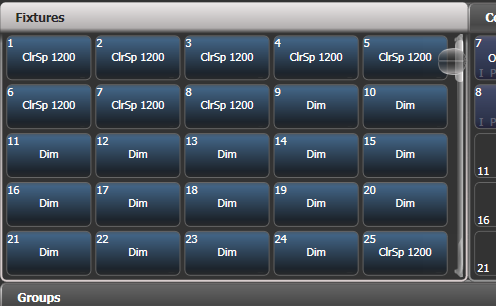 Fixtures
1 2 3 4 5 7
ClrSp 1200 ClrSp 1200 ClrSp 1200 ClrSp 1200 ClrSp 1200
6 7 8 9 10 8
ClrSp 1200 ClrSp 1200 ClrSp 1200 Dim Dim
11 12 13 14 15
Dim Dim Dim Dim Dim
11
16 17 18 19 20
Dim Dim Dim Dim Dim
16
21 22 23 24 25
Dim Dim Dim Dim ClrSp 1200
21
Groups